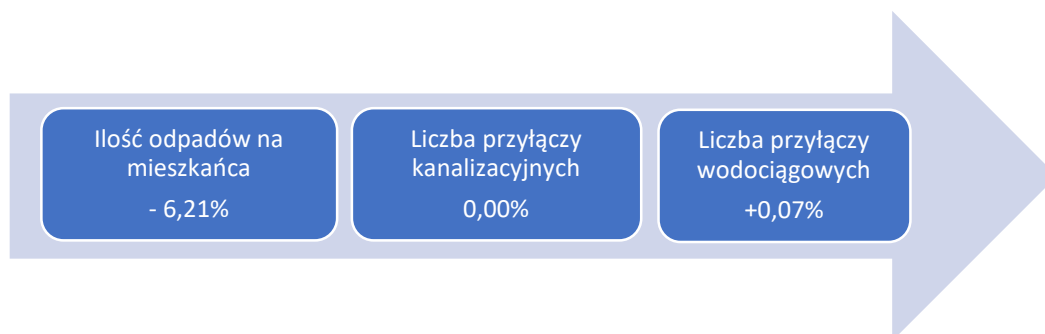 Ilość odpadów na
mieszkańca
- 6,21%
Liczba przyłączy
kanalizacyjnych
0,00%
Liczba przyłączy
wodociągowych
+0,07%